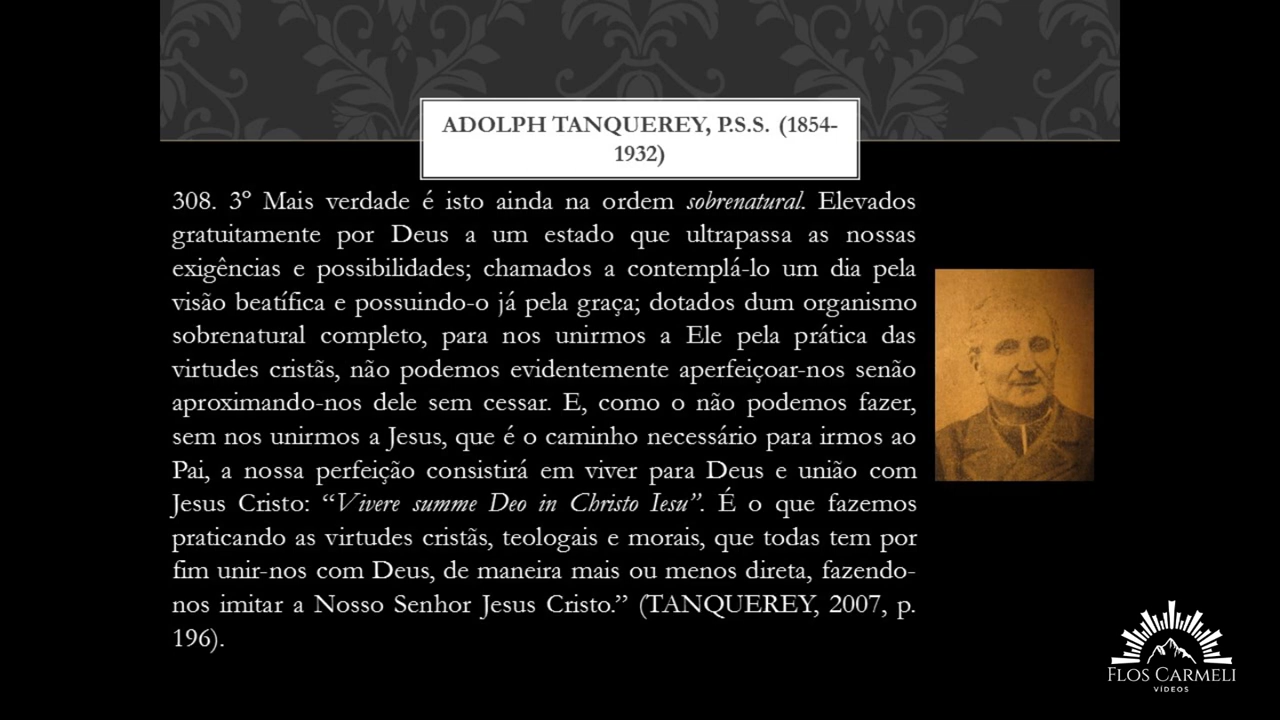 ADOLPH TANQUEREY, P.S.S. (1854-
1932)
308. 3º Mais verdade é isto ainda na ordem sobrenatural. Elevados
gratuitamente por Deus a um estado que ultrapassa as nossas
exigências e possibilidades; chamados a contemplá-lo um dia pela
visão beatífica e possuindo-o já pela graça; dotados dum organismo
sobrenatural completo, para nos unirmos a Ele pela prática das
virtudes cristãs, não podemos evidentemente aperfeiçoar-nos senão
aproximando-nos dele sem cessar. E, como o não podemos fazer,
sem nos unirmos a Jesus, que é o caminho necessário para irmos ao
Pai, a nossa perfeição consistirá em viver para Deus e união com
Jesus Cristo: “Vivere summe Deo in Christo Iesu”. É o que fazemos
praticando as virtudes cristãs, teologais e morais, que todas tem por
fim unir-nos com Deus, de maneira mais ou menos direta, fazendo-
nos imitar a Nosso Senhor Jesus Cristo.” (TANQUEREY, 2007, p.
196).
FLOS CARMELI
VÍDEOS